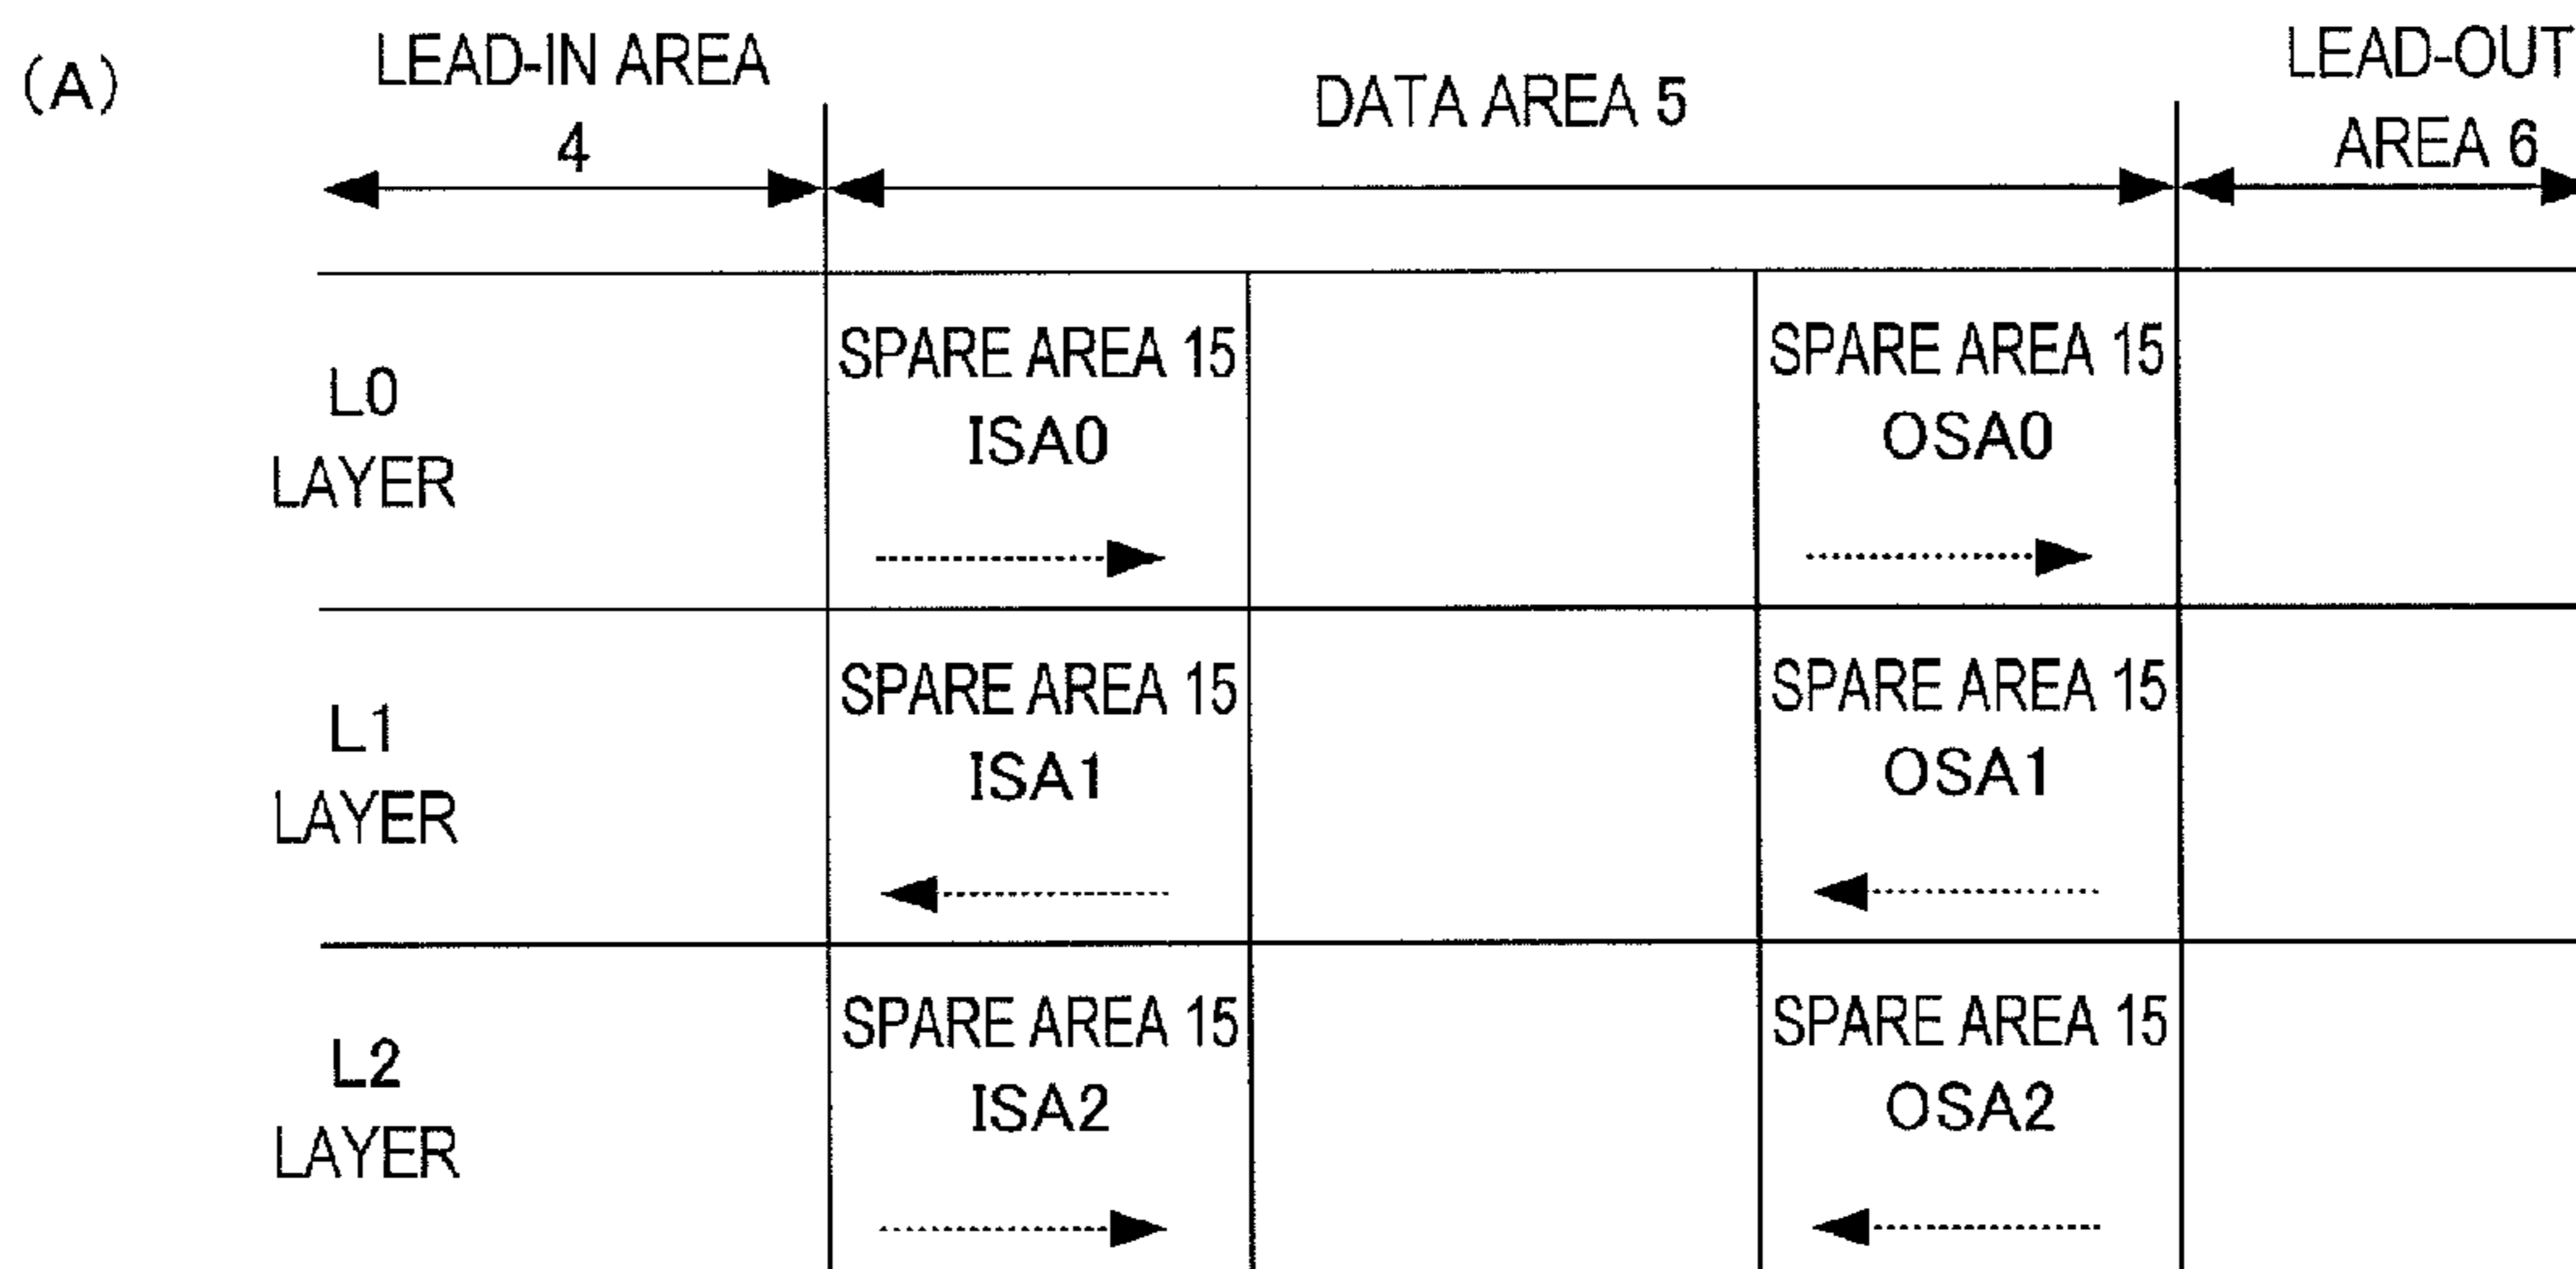 (A)
LEAD-IN AREA
4
DATA AREA 5
LEAD-OUT
AREA 6
L0
LAYER
SPARE AREA 15
ISA0
SPARE AREA 15
OSA0
L1
LAYER
SPARE AREA 15
ISA1
SPARE AREA 15
OSA1
L2
LAYER
SPARE AREA 15
ISA2
SPARE AREA 15
OSA2